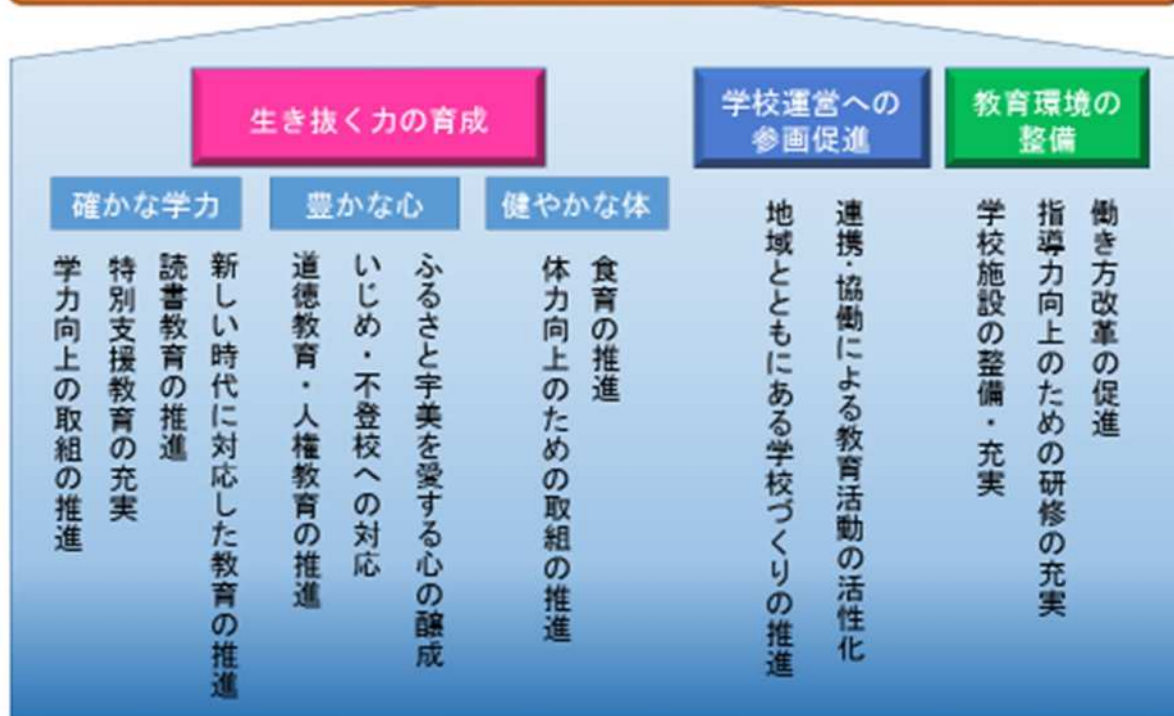 生き抜く力の育成
確かな学力
学力向上の取組の推進
特別支援教育の充実
読書教育の推進
新しい時代に対応した教育の推進
豊かな心
道徳教育・人権教育の推進
いじめ・不登校への対応
ふるさと宇美を愛する心の醸成
健やかな体
体力向上のための取組の推進
食育の推進
学校運営への
参画促進
地域とともにある学校づくりの推進
連携・協働による教育活動の活性化
教育環境の
整備
学校施設の整備・充実
指導力向上のための研修の充実
働き方改革の促進